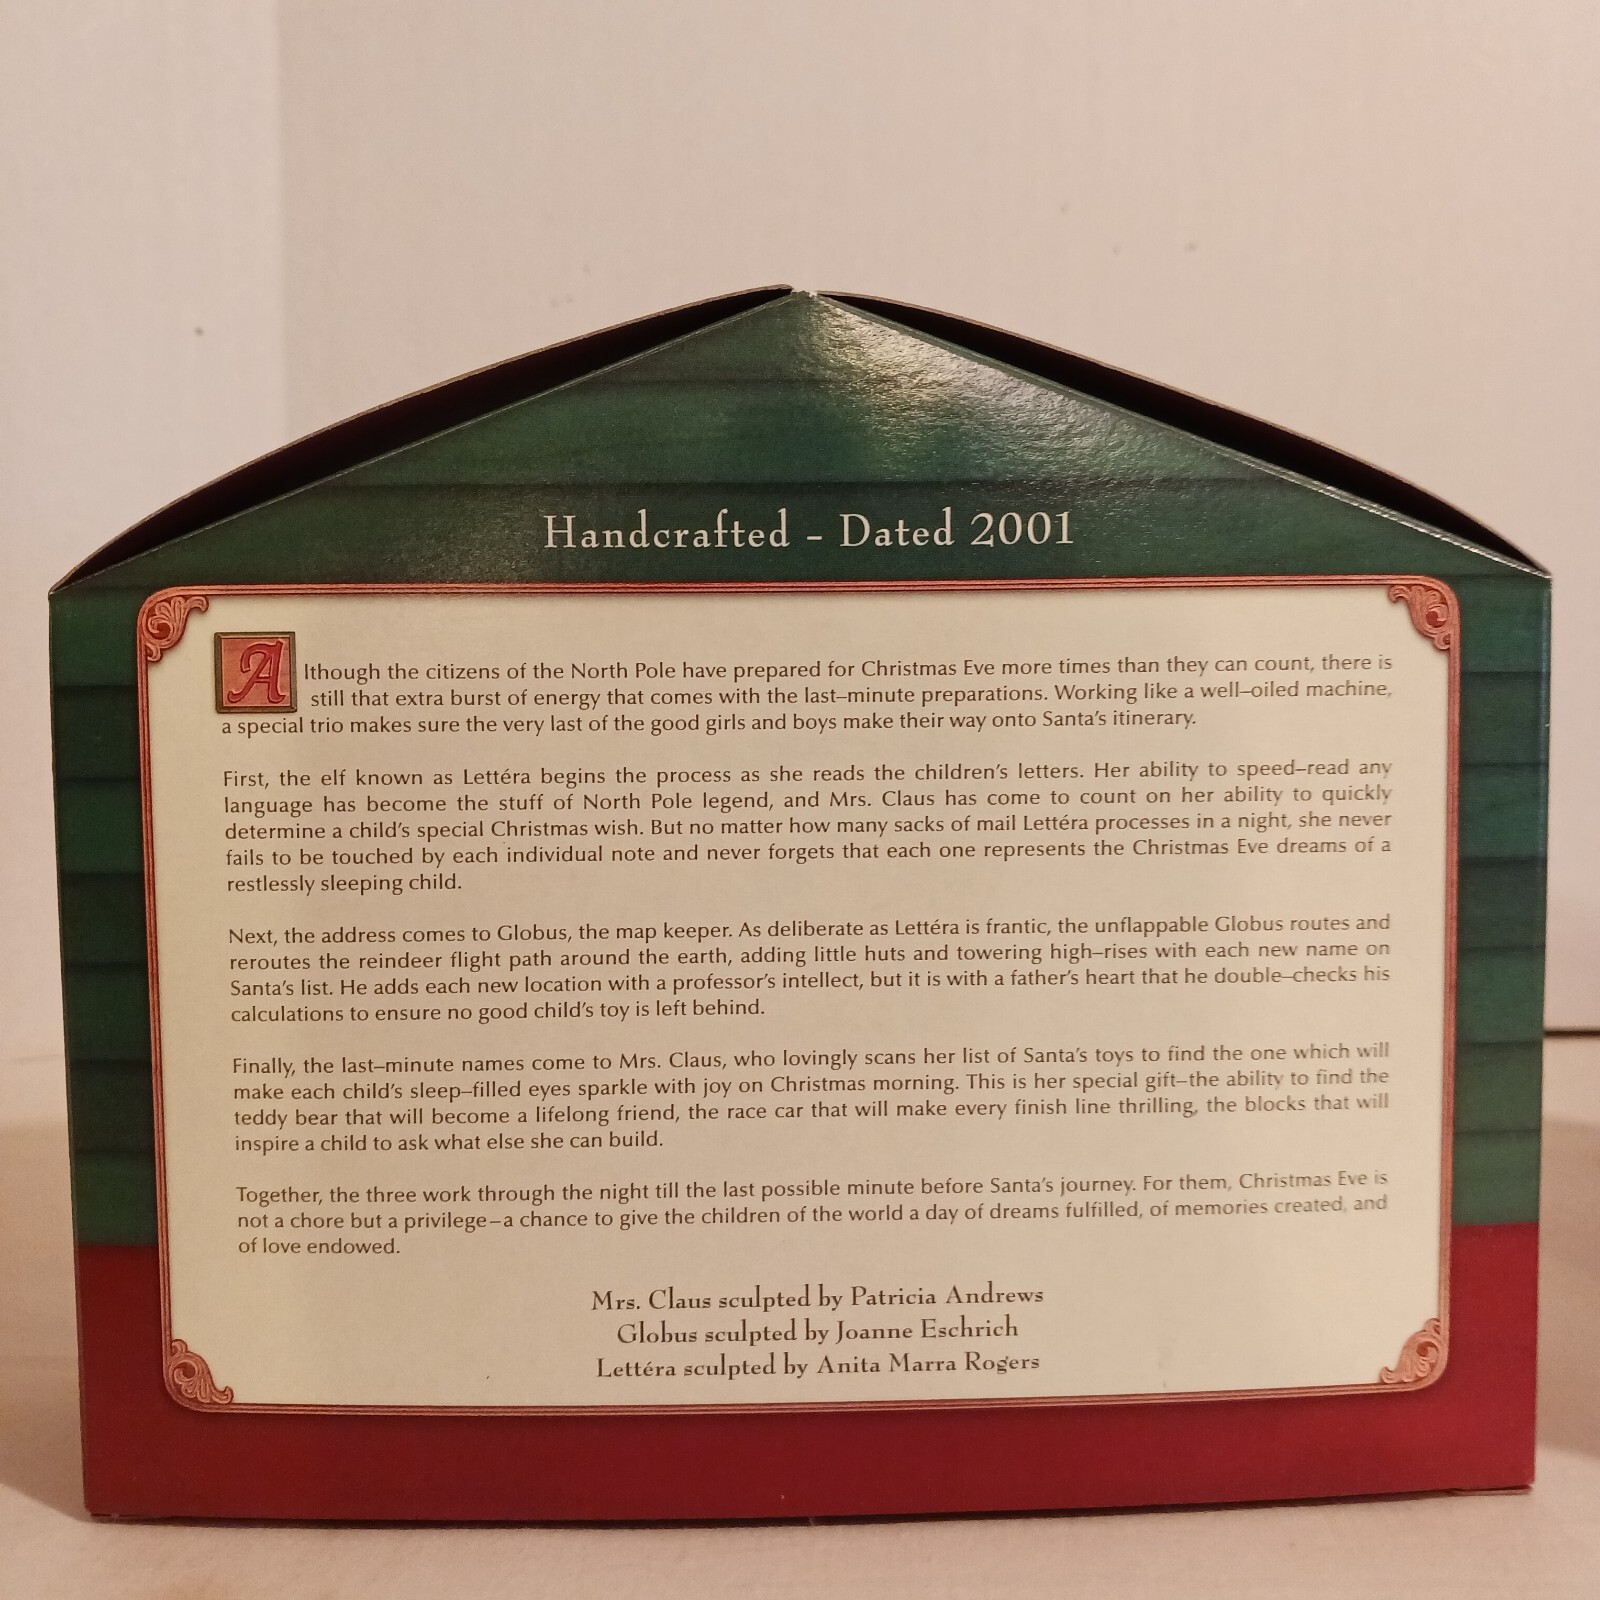 Handcrafted - Dated 2001
Although the citizens of the North Pole have prepared for Christmas Eve more times than they can count, there is
still that extra burst of energy that comes with the last–minute preparations. Working like a well–oiled machine,
a special trio makes sure the very last of the good girls and boys make their way onto Santa's itinerary.
First, the elf known as Lettéra begins the process as she reads the children's letters. Her ability to speed–read any
language has become the stuff of North Pole legend, and Mrs. Claus has come to count on her ability to quickly
determine a child's special Christmas wish. But no matter how many sacks of mail Lettéra processes in a night, she never
fails to be touched by each individual note and never forgets that each one represents the Christmas Eve dreams of a
restlessly sleeping child.
Next, the address comes to Globus, the map keeper. As deliberate as Lettéra is frantic, the unflappable Globus routes and
reroutes the reindeer flight path around the earth, adding little huts and towering high–rises with each new name on
Santa's list. He adds each new location with a professor's intellect, but it is with a father's heart that he double–checks his
calculations to ensure no good child's toy is left behind.
Finally, the last–minute names come to Mrs. Claus, who lovingly scans her list of Santa's toys to find the one which will
make each child's sleep–filled eyes sparkle with joy on Christmas morning. This is her special gift–the ability to find the
teddy bear that will become a lifelong friend, the race car that will make every finish line thrilling, the blocks that will
inspire a child to ask what else she can build.
Together, the three work through the night till the last possible minute before Santa's journey. For them, Christmas Eve is
not a chore but a privilege–a chance to give the children of the world a day of dreams fulfilled, of memories created, and
of love endowed.
Mrs. Claus sculpted by Patricia Andrews
Globus sculpted by Joanne Eschrich
Lettéra sculpted by Anita Marra Rogers